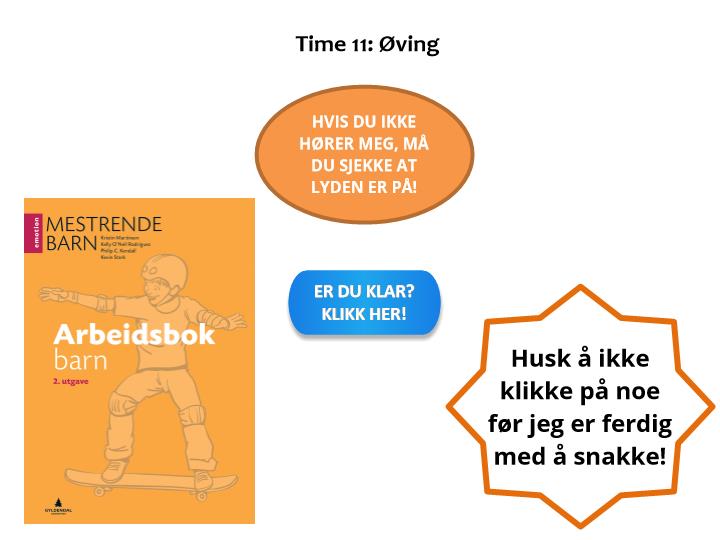 Time 11: Øving
HVIS DU IKKE
HØRER MEG, MÅ
DU SJEKKE AT
LYDEN ER PÅ!
emotion
MESTRENDE
BARN
Kristin Martinsen
Kelly O'Neil Rodriguez
Philip C. Kendall
Kevin Stark
Arbeidsbok
barn
2. utgave
GYLDENDAL
ER DU KLAR?
KLIKK HER!
Husk å ikke
klikke på noe
før jeg er ferdig
med å snakke!